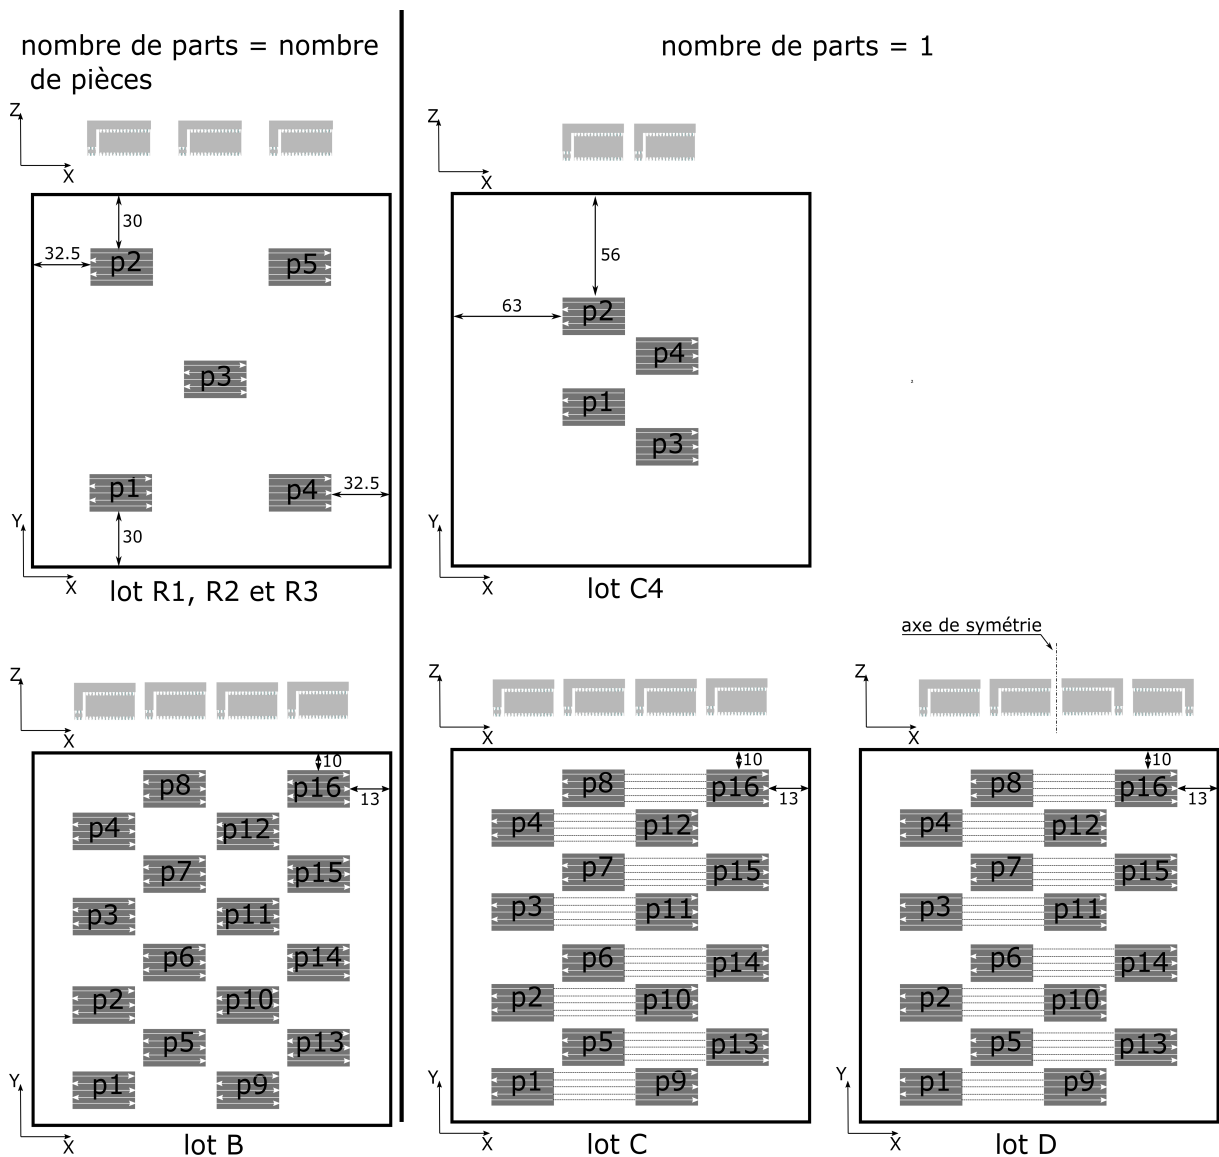 nombre de parts = nombre
de pièces
nombre de parts = 1
Z
X
Z
X
30
32.5
p2
p5
p3
p1
p4
32.5
30
Y
X
lot R1, R2 et R3
56
63
p2
p4
p1
p3
Y
X
lot C4
axe de symétrie
Z
X
Z
X
Z
X
10
13
p8
p16
p4
p12
p7
p15
p3
p11
p6
p14
p2
p10
p5
p13
p1
p9
Y
X
lot B
10
13
p8
p16
p4
p12
p7
p15
p3
p11
p6
p14
p2
p10
p5
p13
p1
p9
Y
X
lot C
10
13
p8
p16
p4
p12
p7
p15
p3
p11
p6
p14
p2
p10
p5
p13
p1
p9
Y
X
lot D